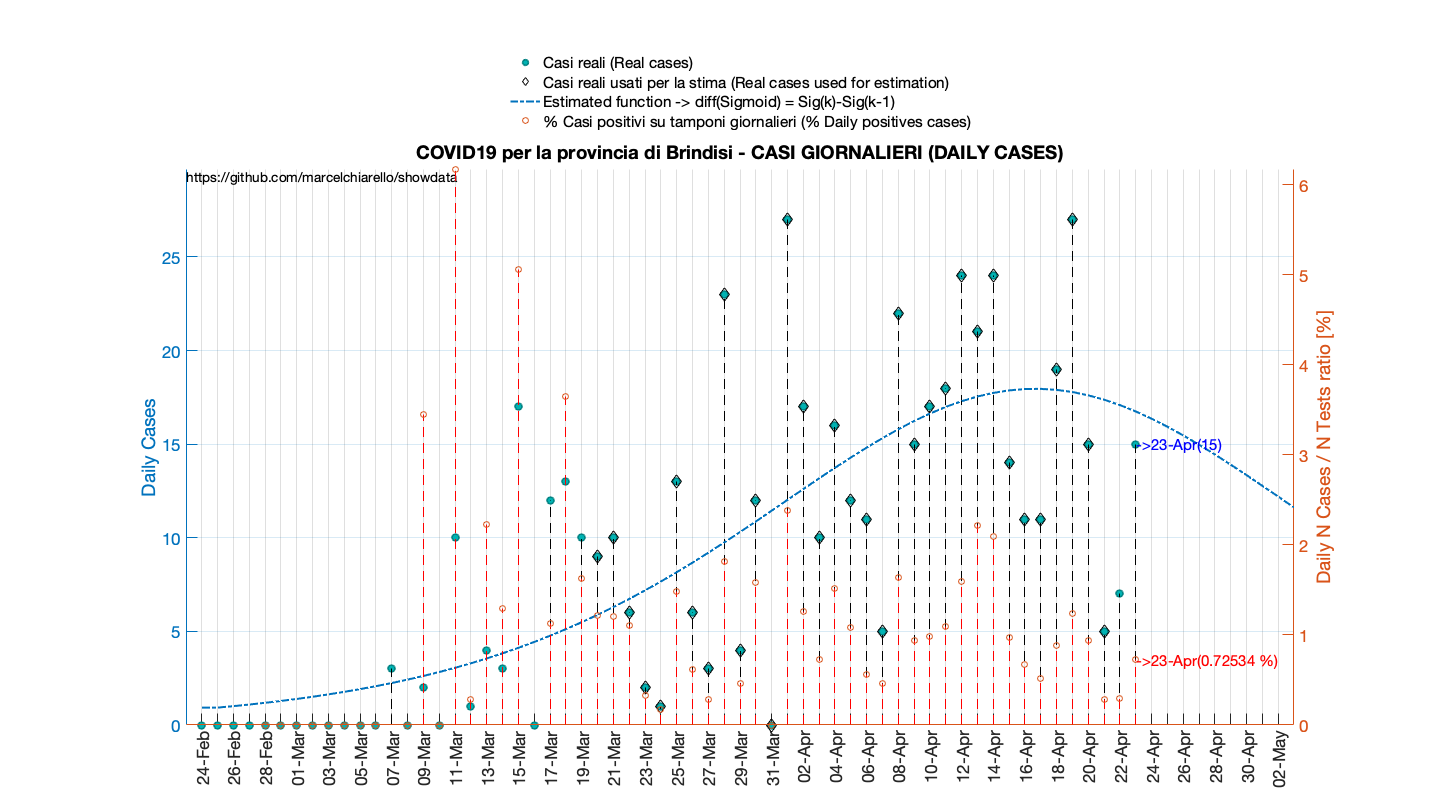 Casi reali (Real cases)
Casi reali usati per la stima (Real cases used for estimation)
Estimated function -> diff(Sigmoid) = Sig(k)-Sig(k-1)
% Casi positivi su tamponi giornalieri (% Daily positives cases)
COVID19 per la provincia di Brindisi - CASI GIORNALIERI (DAILY CASES)
https://github.com/marcelchiarello/showdata
Daily Cases
25
20
15
10
5
0
->23-Apr(15)
->23-Apr(0.72534 %)
6
5
4
3
2
1
0
Daily N Cases / N Tests ratio [%]
24-Feb
26-Feb
28-Feb
01-Mar
03-Mar
05-Mar
07-Mar
09-Mar
11-Mar
13-Mar
15-Mar
17-Mar
19-Mar
21-Mar
23-Mar
25-Mar
27-Mar
29-Mar
31-Mar
02-Apr
04-Apr
06-Apr
08-Apr
10-Apr
12-Apr
14-Apr
16-Apr
18-Apr
20-Apr
22-Apr
24-Apr
26-Apr
28-Apr
30-Apr
02-May